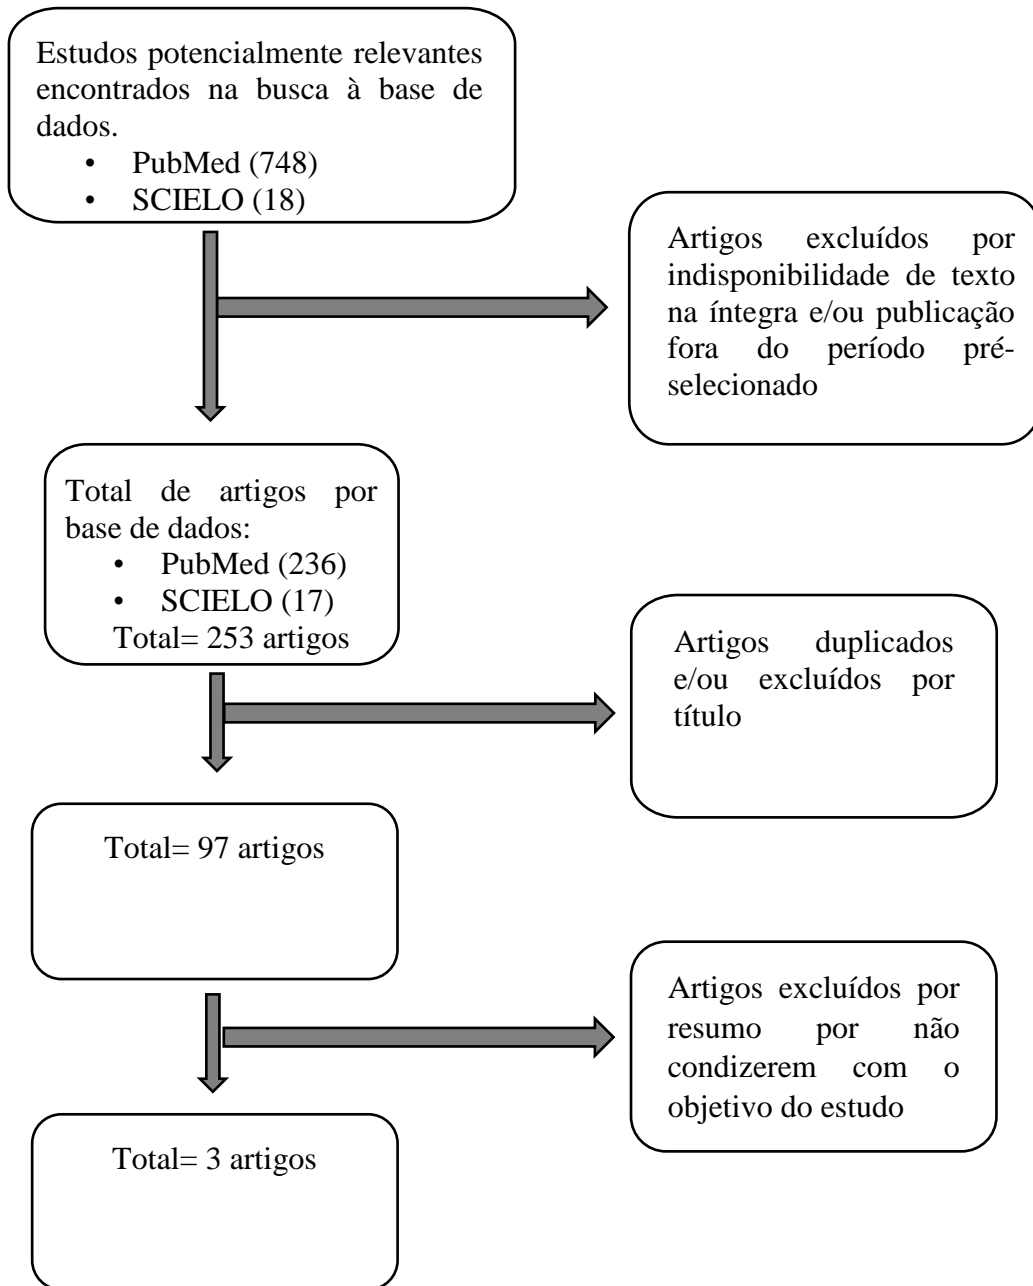 Estudos potencialmente relevantes
encontrados na busca à base de
dados.
• PubMed (748)
• SCIELO (18)
Artigos excluídos por
indisponibilidade de texto
na íntegra e/ou publicação
fora do período pré-
selecionado
Total de artigos por
base de dados:
• PubMed (236)
• SCIELO (17)
Total= 253 artigos
Artigos duplicados
e/ou excluídos por
título
Total= 97 artigos
Artigos excluídos por
resumo por não
condizerem com o
objetivo do estudo
Total= 3 artigos